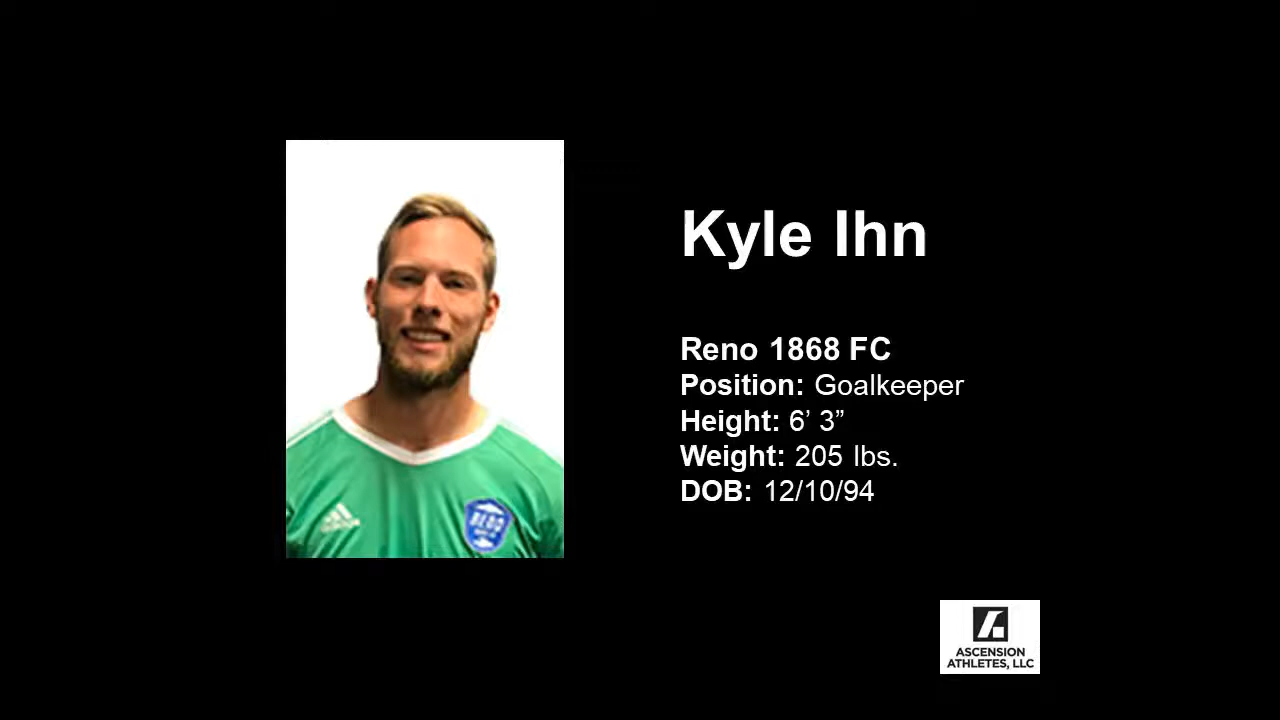 Kyle Ihn
Reno 1868 FC
Position: Goalkeeper
Height: 6’ 3”
Weight: 205 lbs.
DOB: 12/10/94
RENO
ASCENSION
ATHLETES, LLC